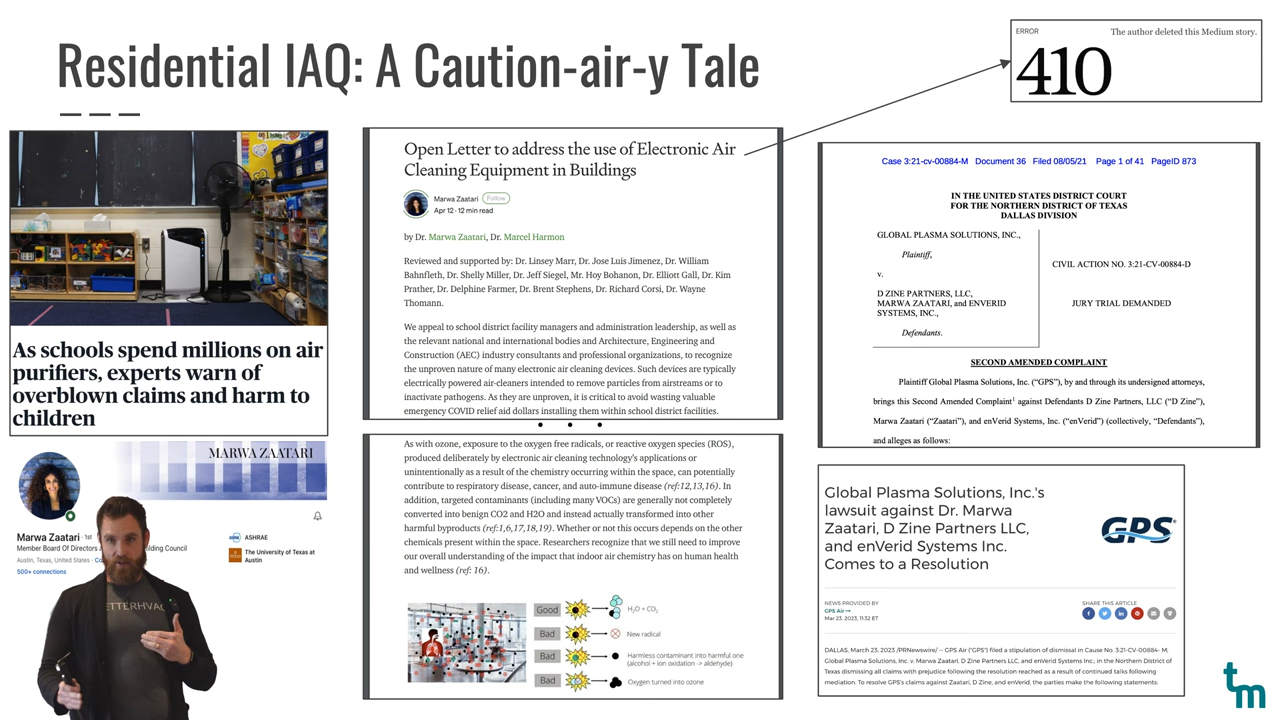 Residential IAQ: A Caution-air-y Tale
ERROR
The author deleted this Medium story.
410
As schools spend millions on air
purifiers, experts warn of
overblown claims and harm to
children
MARWA ZAATARI
Marwa Zaatari · 1st
Member Board Of Directors
ilding Council
Austin, Texas, United States · Co
500+ connections
ASHRAE
The University of Texas at
Austin
ETTERHVAC
Open Letter to address the use of Electronic Air
Cleaning Equipment in Buildings
Marwa Zaatari Follow
Apr 12 · 12 min read
by Dr. Marwa Zaatari, Dr. Marcel Harmon
Reviewed and supported by: Dr. Linsey Marr, Dr. Jose Luis Jimenez, Dr. William
Bahnfleth, Dr. Shelly Miller, Dr. Jeff Siegel, Mr. Hoy Bohanon, Dr. Elliott Gall, Dr. Kim
Prather, Dr. Delphine Farmer, Dr. Brent Stephens, Dr. Richard Corsi, Dr. Wayne
Thomann.
We appeal to school district facility managers and administration leadership, as well as
the relevant national and international bodies and Architecture, Engineering and
Construction (AEC) industry consultants and professional organizations, to recognize
the unproven nature of many electronic air cleaning devices. Such devices are typically
electrically powered air-cleaners intended to remove particles from airstreams or to
inactivate pathogens. As they are unproven, it is critical to avoid wasting valuable
emergency COVID relief aid dollars installing them within school district facilities.
As with ozone, exposure to the oxygen free radicals, or reactive oxygen species (ROS),
produced deliberately by electronic air cleaning technology's applications or
unintentionally as a result of the chemistry occurring within the space, can potentially
contribute to respiratory disease, cancer, and auto-immune disease (ref:12,13,16). In
addition, targeted contaminants (including many VOCs) are generally not completely
converted into benign CO2 and H2O and instead actually transformed into other
harmful byproducts (ref:1,6,17,18,19). Whether or not this occurs depends on the other
chemicals present within the space. Researchers recognize that we still need to improve
our overall understanding of the impact that indoor air chemistry has on human health
and wellness (ref: 16).
Good
H₂O + CO₂
Bad
New radical
Bad
Harmless contaminant into harmful one
(alcohol + ion oxidation -> aldehyde)
Bad
Oxygen turned into ozone
Case 3:21-cv-00884-M Document 36 Filed 08/05/21 Page 1 of 41 PageID 873
IN THE UNITED STATES DISTRICT COURT
FOR THE NORTHERN DISTRICT OF TEXAS
DALLAS DIVISION
GLOBAL PLASMA SOLUTIONS, INC.,
Plaintiff,
v.
D ZINE PARTNERS, LLC,
MARWA ZAATARI, and ENVERID
SYSTEMS, INC.,
Defendants.
CIVIL ACTION NO. 3:21-CV-00884-D
JURY TRIAL DEMANDED
SECOND AMENDED COMPLAINT
Plaintiff Global Plasma Solutions, Inc. ("GPS"), by and through its undersigned attorneys,
brings this Second Amended Complaint¹ against Defendants D Zine Partners, LLC ("D Zine"),
Marwa Zaatari ("Zaatari"), and enVerid Systems, Inc. ("enVerid") (collectively, "Defendants"),
and alleges as follows:
Global Plasma Solutions, Inc.'s
lawsuit against Dr. Marwa
Zaatari, D Zine Partners LLC,
and enVerid Systems Inc.
Comes to a Resolution
GPS
NEWS PROVIDED BY
GPS Air
Mar 23, 2023, 11:32 ET
SHARE THIS ARTICLE
DALLAS, March 23, 2023 /PRNewswire/ -- GPS Air ("GPS") filed a stipulation of dismissal in Cause No. 3:21-CV-00884- M,
Global Plasma Solutions, Inc. v. Marwa Zaatari, D Zine Partners LLC, and enVerid Systems Inc., in the Northern District of
Texas dismissing all claims with prejudice following the resolution reached as a result of continued talks following
mediation. To resolve GPS's claims against Zaatari, D Zine, and enVerid, the parties make the following statements:
tm